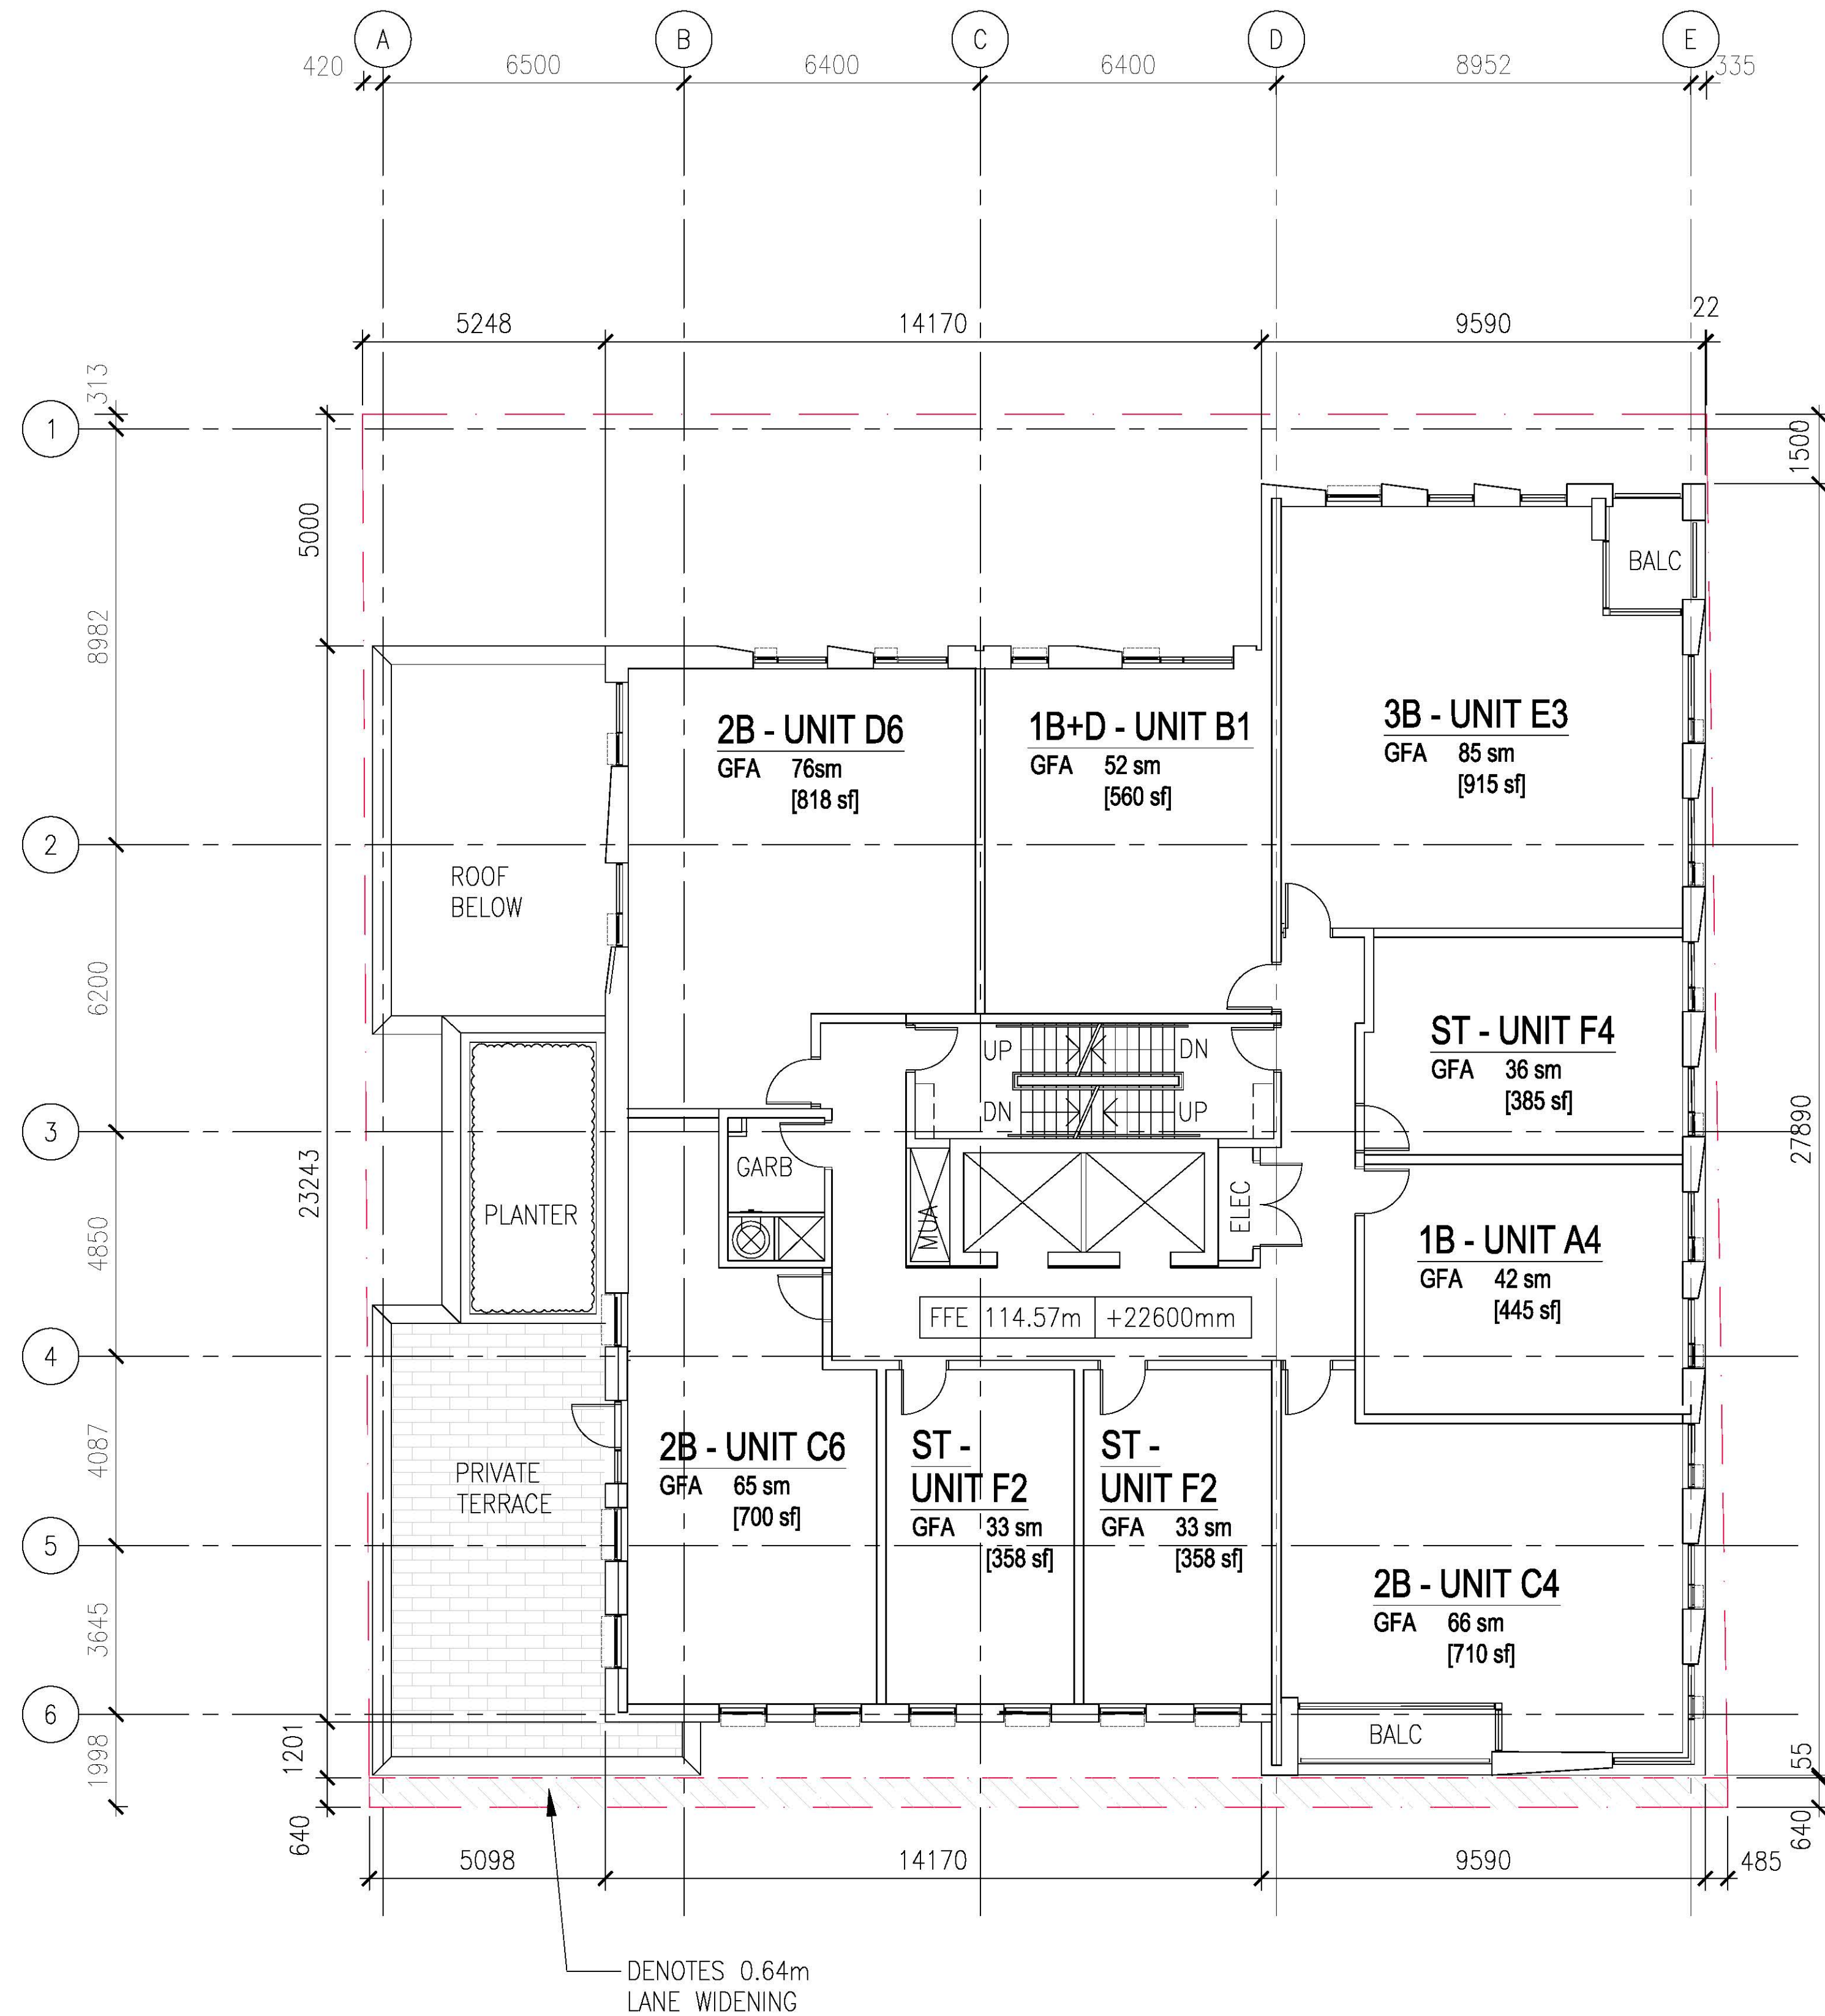 A
B
C
D
E
420
6500
6400
6400
8952
335
22
5248
14170
9590
313
1
1500
5000
BALC
8982
3B - UNIT E3
GFA 85 sm
[915 sf]
2B - UNIT D6
GFA 76sm
[818 sf]
1B+D - UNIT B1
GFA 52 sm
[560 sf]
2
ROOF
BELOW
6200
ST - UNIT F4
GFA 36 sm
[385 sf]
UP
DN
DN
UP
3
27890
23243
GARB
PLANTER
MUA
ELEC
4850
1B - UNIT A4
GFA 42 sm
[445 sf]
FFE 114.57m +22600mm
4
4087
PRIVATE
TERRACE
2B - UNIT C6
GFA 65 sm
[700 sf]
ST -
UNIT F2
GFA 33 sm
[358 sf]
ST -
UNIT F2
GFA 33 sm
[358 sf]
5
2B - UNIT C4
GFA 66 sm
[710 sf]
3645
6
BALC
1998
1201
55
640
640
5098
14170
9590
485
DENOTES 0.64m
LANE WIDENING